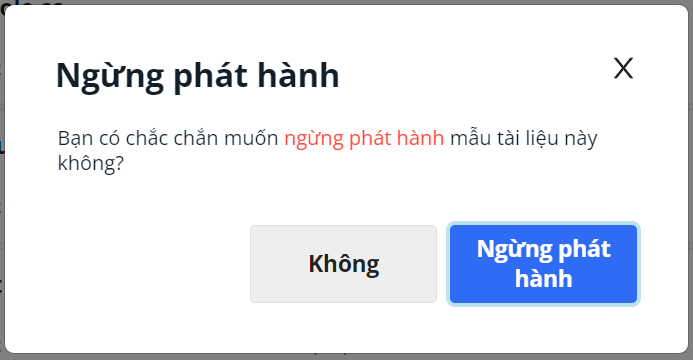 Ngừng phát hành
X
Bạn có chắc chắn muốn ngừng phát hành mẫu tài liệu này
không?
Không
Ngừng phát
hành